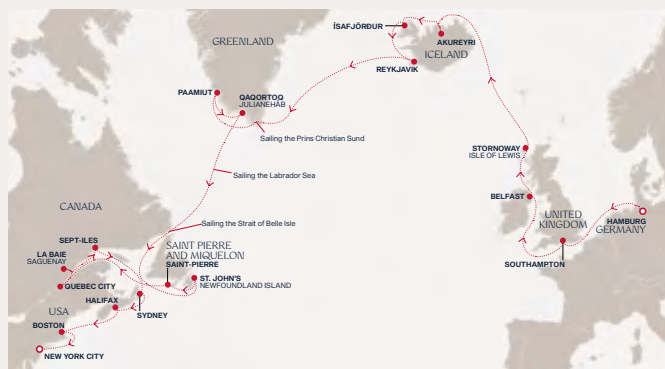 ÍSAFJÖRÐUR
GREENLAND
AKUREYRI
ICELAND
REYKJAVIK
PAAMIUT
QAQORTOQ
JULIANEHÅB
Sailing the Prins Christian Sund
STORNOWAY
ISLE OF LEWIS
Sailing the Labrador Sea
BELFAST
CANADA
UNITED
KINGDOM
HAMBURG
GERMANY
Sailing the Strait of Belle Isle
SEPT-ILES
SAINT PIERRE
AND MIQUELON
SAINT-PIERRE
LA BAIE
SAGUENAY
SOUTHAMPTON
ST. JOHN'S
NEWFOUNDLAND ISLAND
QUEBEC CITY
HALIFAX
USA
SYDNEY
BOSTON
NEW YORK CITY